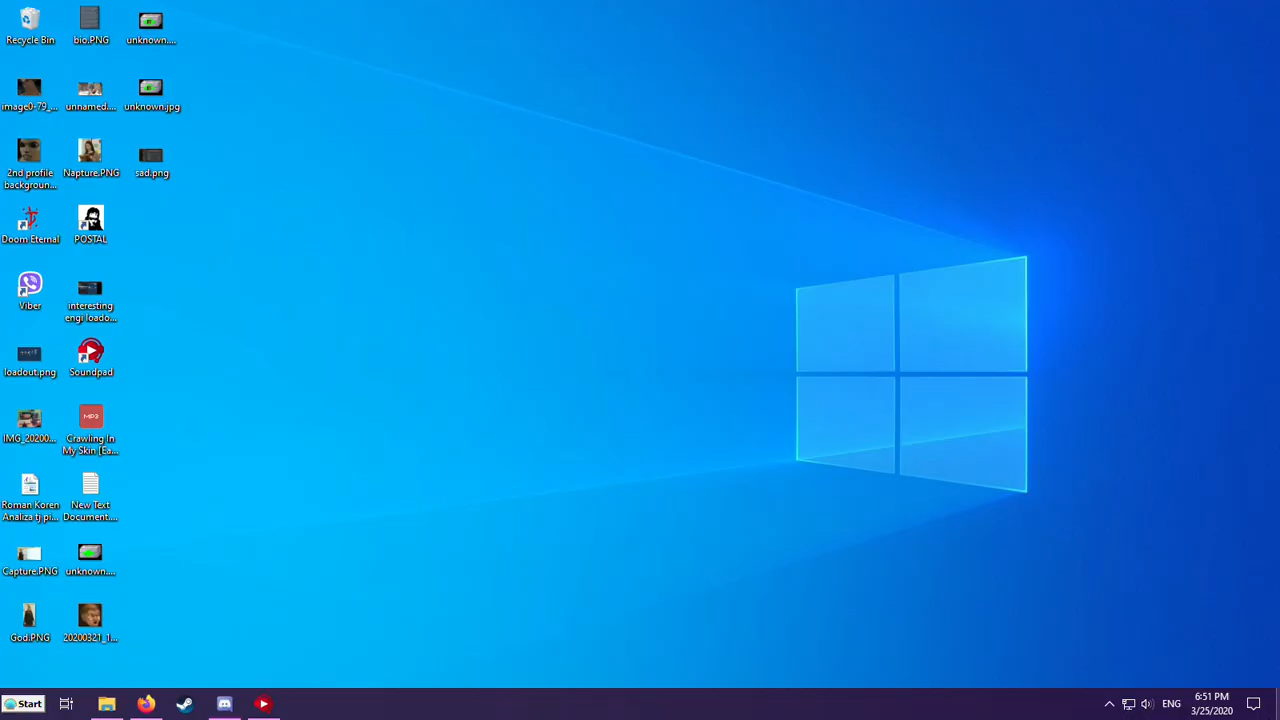 Recycle Bin
bio.PNG
unknown....
image0-79_...
unnamed....
unknown.jpg
2nd profile
backgroun...
Napture.PNG
sad.png
Doom Eternal
POSTAL
Viber
interesting
engi loado...
loadout.png
Soundpad
IMG_20200...
MP3
Crawling In
My Skin [Ea...
Roman Koren
Analiza tj pi...
New Text
Document....
Capture.PNG
unknown....
God.PNG
20200321_1...
Start
ENG
6:51 PM
3/25/2020